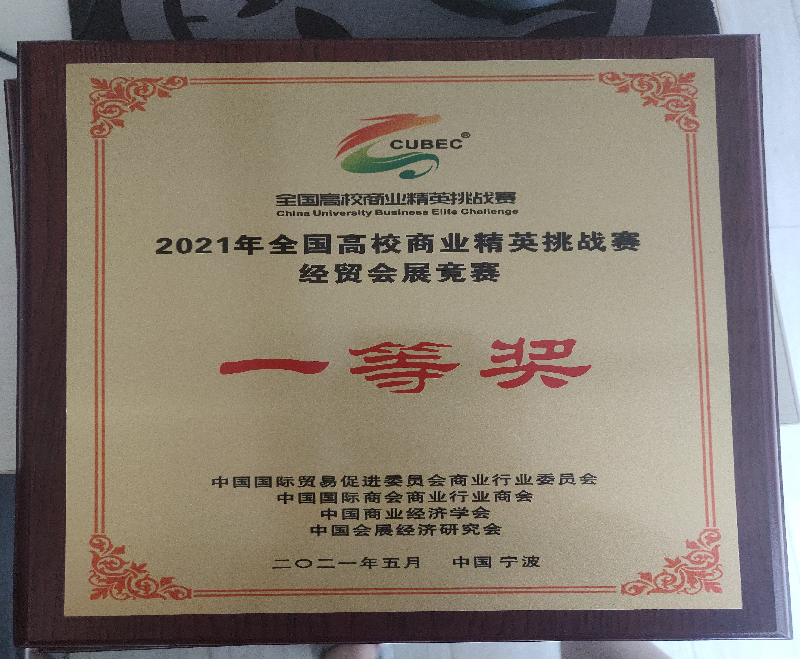 CUBEC®
全国高校商业精英挑战赛
China University Business Elite Challenge
2021年全国高校商业精英挑战赛
经贸会展竞赛
一等奖
中国国际贸易促进委员会商业行业委员会
中国国际商会商业行业商会
中国商业经济学会
中国会展经济研究会
二〇二一年五月 中国 宁波